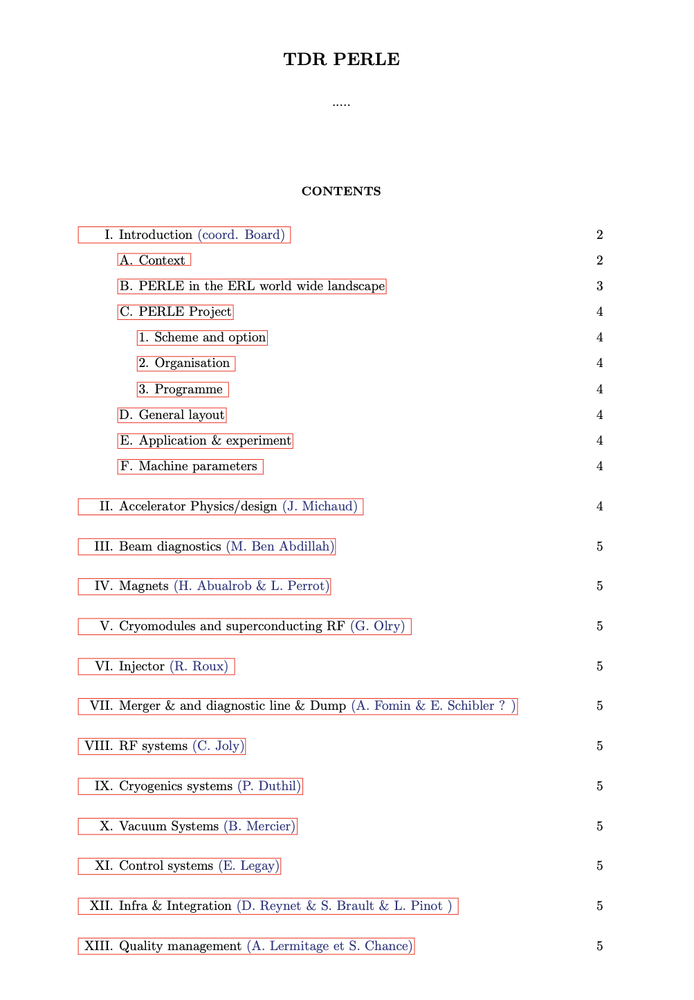 TDR PERLE
.....
CONTENTS
I. Introduction (coord. Board) 2
A. Context 2
B. PERLE in the ERL world wide landscape 3
C. PERLE Project 4
1. Scheme and option 4
2. Organisation 4
3. Programme 4
D. General layout 4
E. Application & experiment 4
F. Machine parameters 4
II. Accelerator Physics/design (J. Michaud) 4
III. Beam diagnostics (M. Ben Abdillah) 5
IV. Magnets (H. Abualrob & L. Perrot) 5
V. Cryomodules and superconducting RF (G. Olry) 5
VI. Injector (R. Roux) 5
VII. Merger & and diagnostic line & Dump (A. Fomin & E. Schibler ? ) 5
VIII. RF systems (C. Joly) 5
IX. Cryogenics systems (P. Duthil) 5
X. Vacuum Systems (B. Mercier) 5
XI. Control systems (E. Legay) 5
XII. Infra & Integration (D. Reynet & S. Brault & L. Pinot ) 5
XIII. Quality management (A. Lermitage et S. Chance) 5